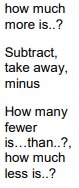 how much
more is..?
Subtract,
take away,
minus
How many
fewer
is…than..?,
how much
less is..?